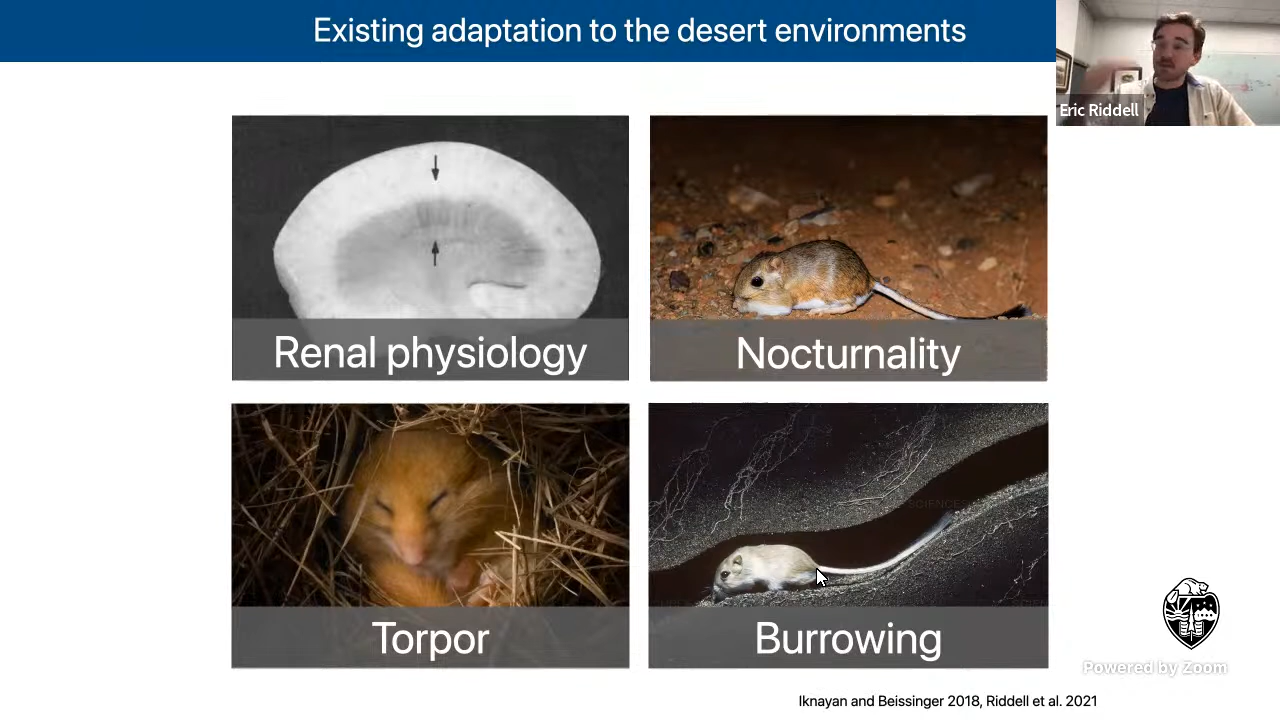 Existing adaptation to the desert environments
Eric Riddell
Renal physiology
Nocturnality
Torpor
Burrowing
Powered by Zoom
Iknayan and Beissinger 2018, Riddell et al. 2021